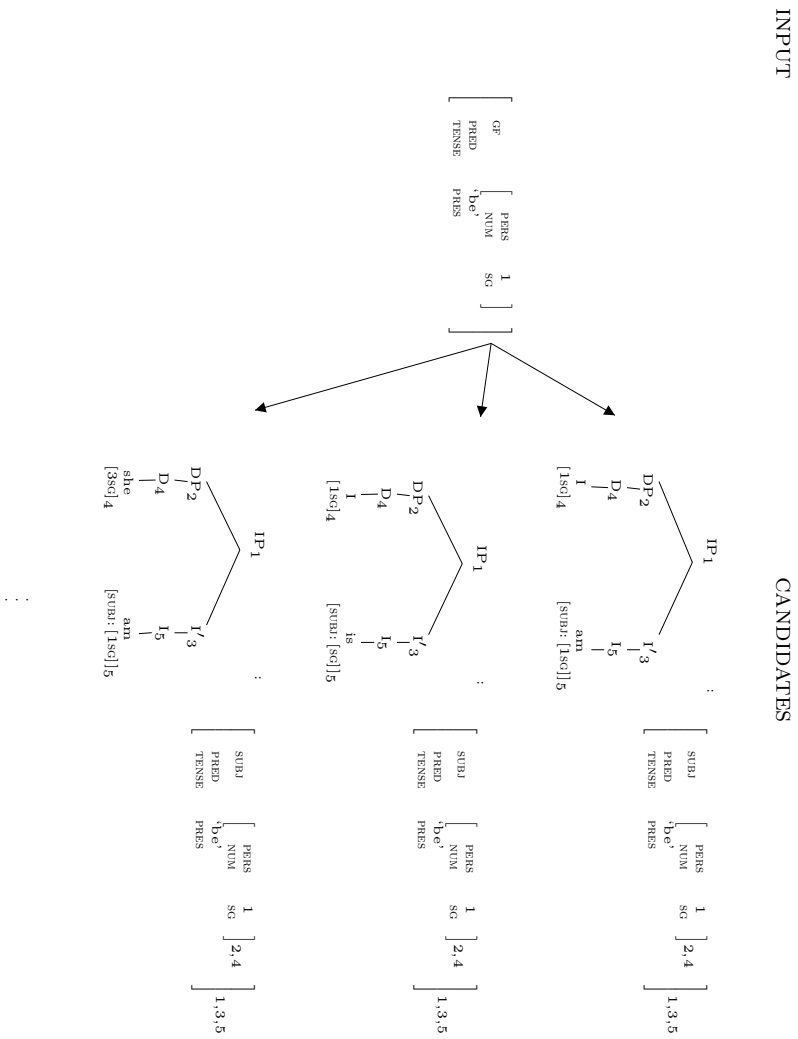 INPUT CANDIDATES
IP₁ : [ SUBJ [ PERS 1
DP₂ I′₃ NUM SG ]2,4
D₄ I₅ PRED ‘be’
I am TENSE PRES ]1,3,5
[1SG]₄ [SUBJ: [1SG]]₅
[ GF [ PERS 1
NUM SG ]
PRED ‘be’
TENSE PRES ]
IP₁ : [ SUBJ [ PERS 1
DP₂ I′₃ NUM SG ]2,4
D₄ I₅ PRED ‘be’
I is TENSE PRES ]1,3,5
[1SG]₄ [SUBJ: [SG]]₅
IP₁ : [ SUBJ [ PERS 1
DP₂ I′₃ NUM SG ]2,4
D₄ I₅ PRED ‘be’
she am TENSE PRES ]1,3,5
[3SG]₄ [SUBJ: [1SG]]₅
⋮